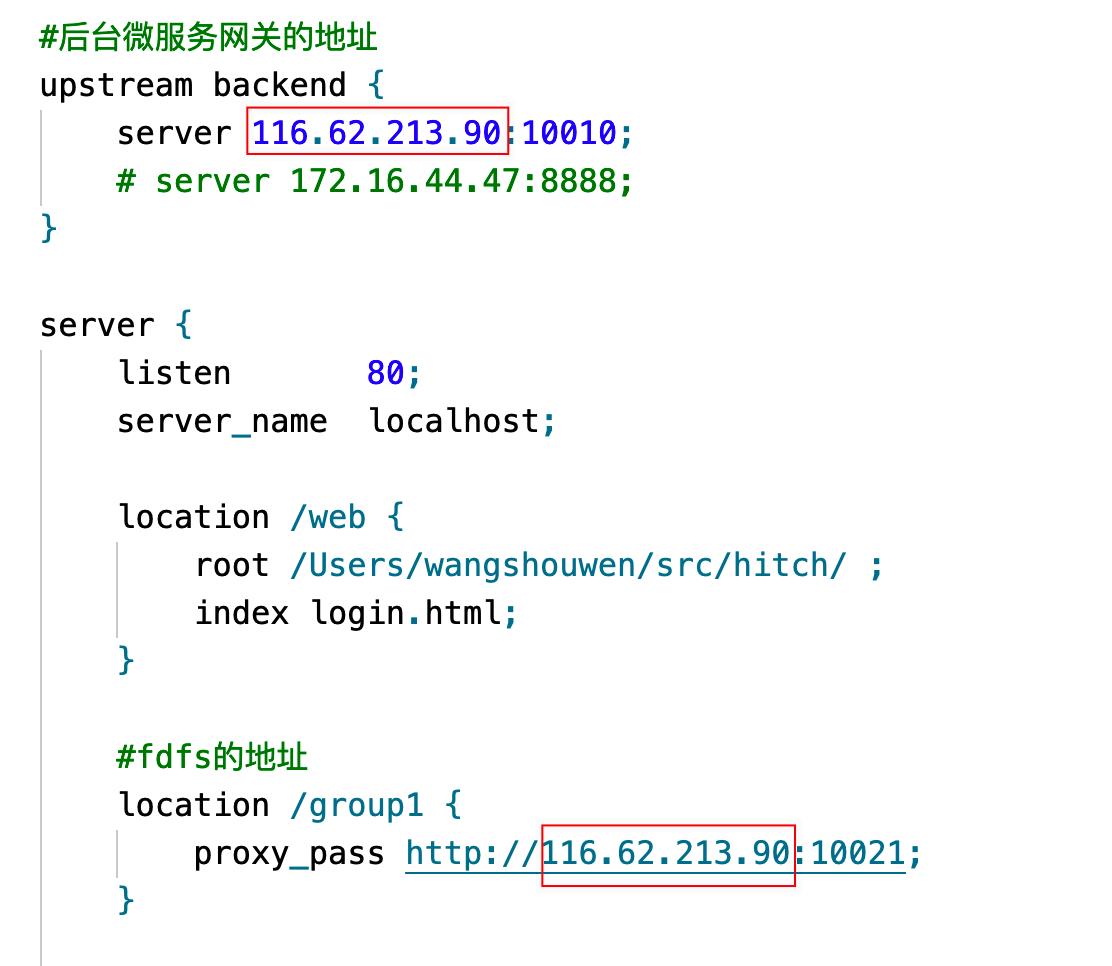 #后台微服务网关的地址
upstream backend {
server 116.62.213.90:10010;
# server 172.16.44.47:8888;
}
server {
listen 80;
server_name localhost;
location /web {
root /Users/wangshouwen/src/hitch/ ;
index login.html;
}
#fdfs的地址
location /group1 {
proxy_pass http://116.62.213.90:10021;
}